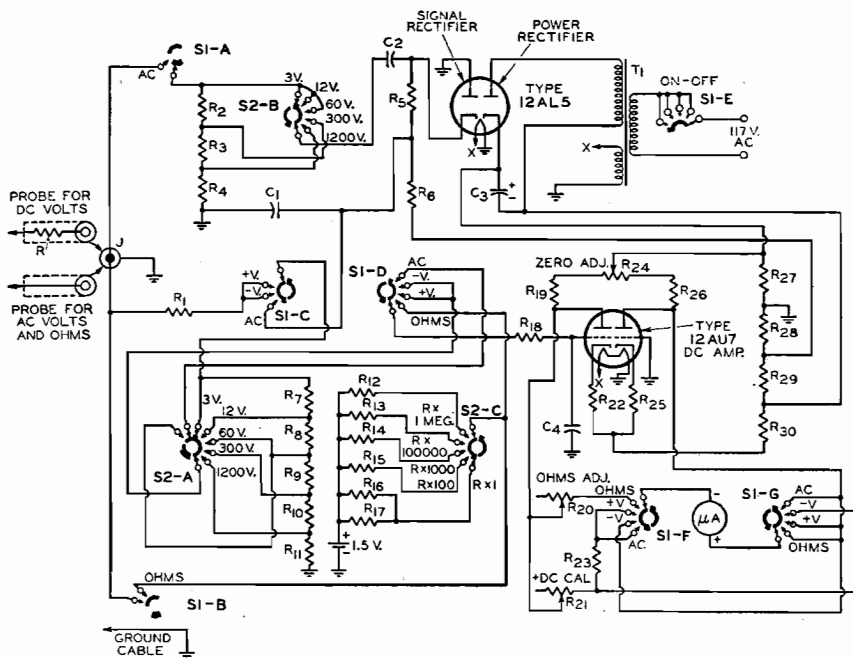 SIGNAL
RECTIFIER
POWER
RECTIFIER
S1-A
AC
C2
3V.
12V.
60V.
300V.
1200V.
S2-B
R2
R3
R4
R5
R6
C1
TYPE
12AL5
X
C3
+
-
T1
X
ON-OFF
S1-E
117 V.
AC
PROBE FOR
DC VOLTS
R'
J
PROBE FOR
AC VOLTS
AND OHMS
R1
+V.
-V.
AC
S1-C
S1-D
AC
-V.
+V.
OHMS
ZERO ADJ.
R24
R19
R26
R27
R28
R29
R30
R18
TYPE
12AU7
DC AMP.
X
R22
R25
C4
3V.
12V.
60V.
300V.
1200V.
S2-A
R7
R8
R9
R10
R11
R12
R13
R14
R15
R16
R17
RX
1 MEG.
RX
100000
RX1000
RX100
RX1
S2-C
+
-
1.5 V.
OHMS ADJ.
R20
OHMS
+V
-V.
AC
S1-F
-
μA
+
S1-G
AC
-V
+V
OHMS
R23
+DC CAL
R21
OHMS
S1-B
GROUND
CABLE